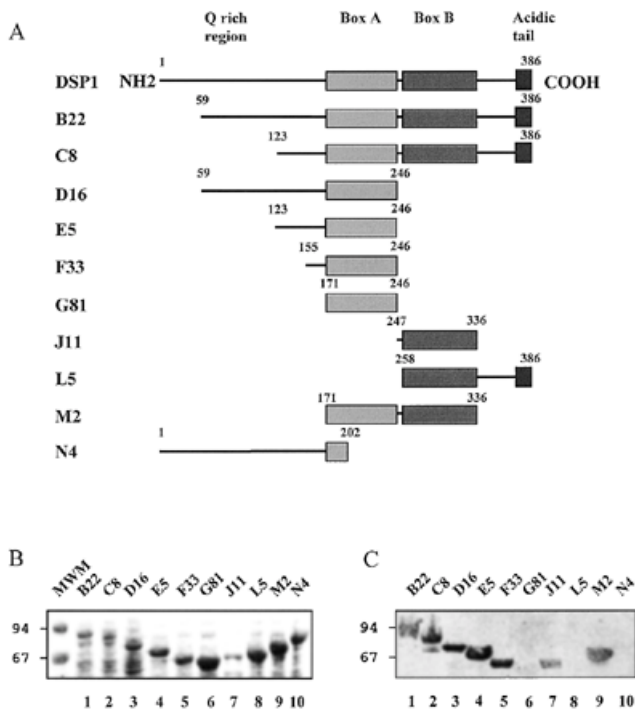 Q rich Box A Box B Acidic
region tail
A
1 386
DSP1 NH2 COOH
59 386
B22
123 386
C8
59 246
D16
123 246
E5
155 246
F33
171 246
G81
247 336
J11
258 386
L5
171 336
M2
1 202
N4
B
MWM B22 C8 D16 E5 F33 G81 J11 L5 M2 N4
94
67
1 2 3 4 5 6 7 8 9 10
C
B22 C8 D16 E5 F33 G81 J11 L5 M2 N4
94
67
1 2 3 4 5 6 7 8 9 10